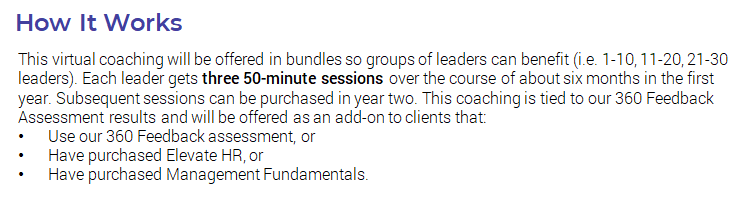 How It Works
This virtual coaching will be offered in bundles so groups of leaders can benefit (i.e. 1-10, 11-20, 21-30
leaders). Each leader gets three 50-minute sessions over the course of about six months in the first
year. Subsequent sessions can be purchased in year two. This coaching is tied to our 360 Feedback
Assessment results and will be offered as an add-on to clients that:
• Use our 360 Feedback assessment, or
• Have purchased Elevate HR, or
• Have purchased Management Fundamentals.